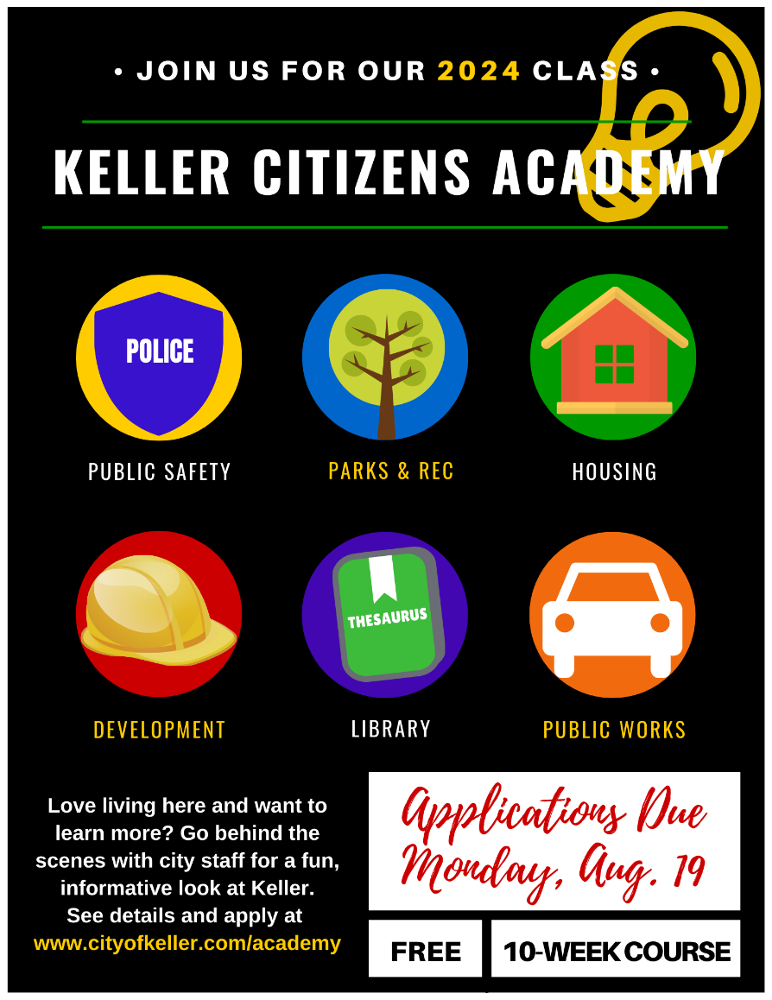 • JOIN US FOR OUR 2024 CLASS •
KELLER CITIZENS ACADEMY
POLICE
PUBLIC SAFETY
PARKS & REC
HOUSING
DEVELOPMENT
THESAURUS
LIBRARY
PUBLIC WORKS
Love living here and want to
learn more? Go behind the
scenes with city staff for a fun,
informative look at Keller.
See details and apply at
www.cityofkeller.com/academy
Applications Due
Monday, Aug. 19
FREE
10-WEEK COURSE